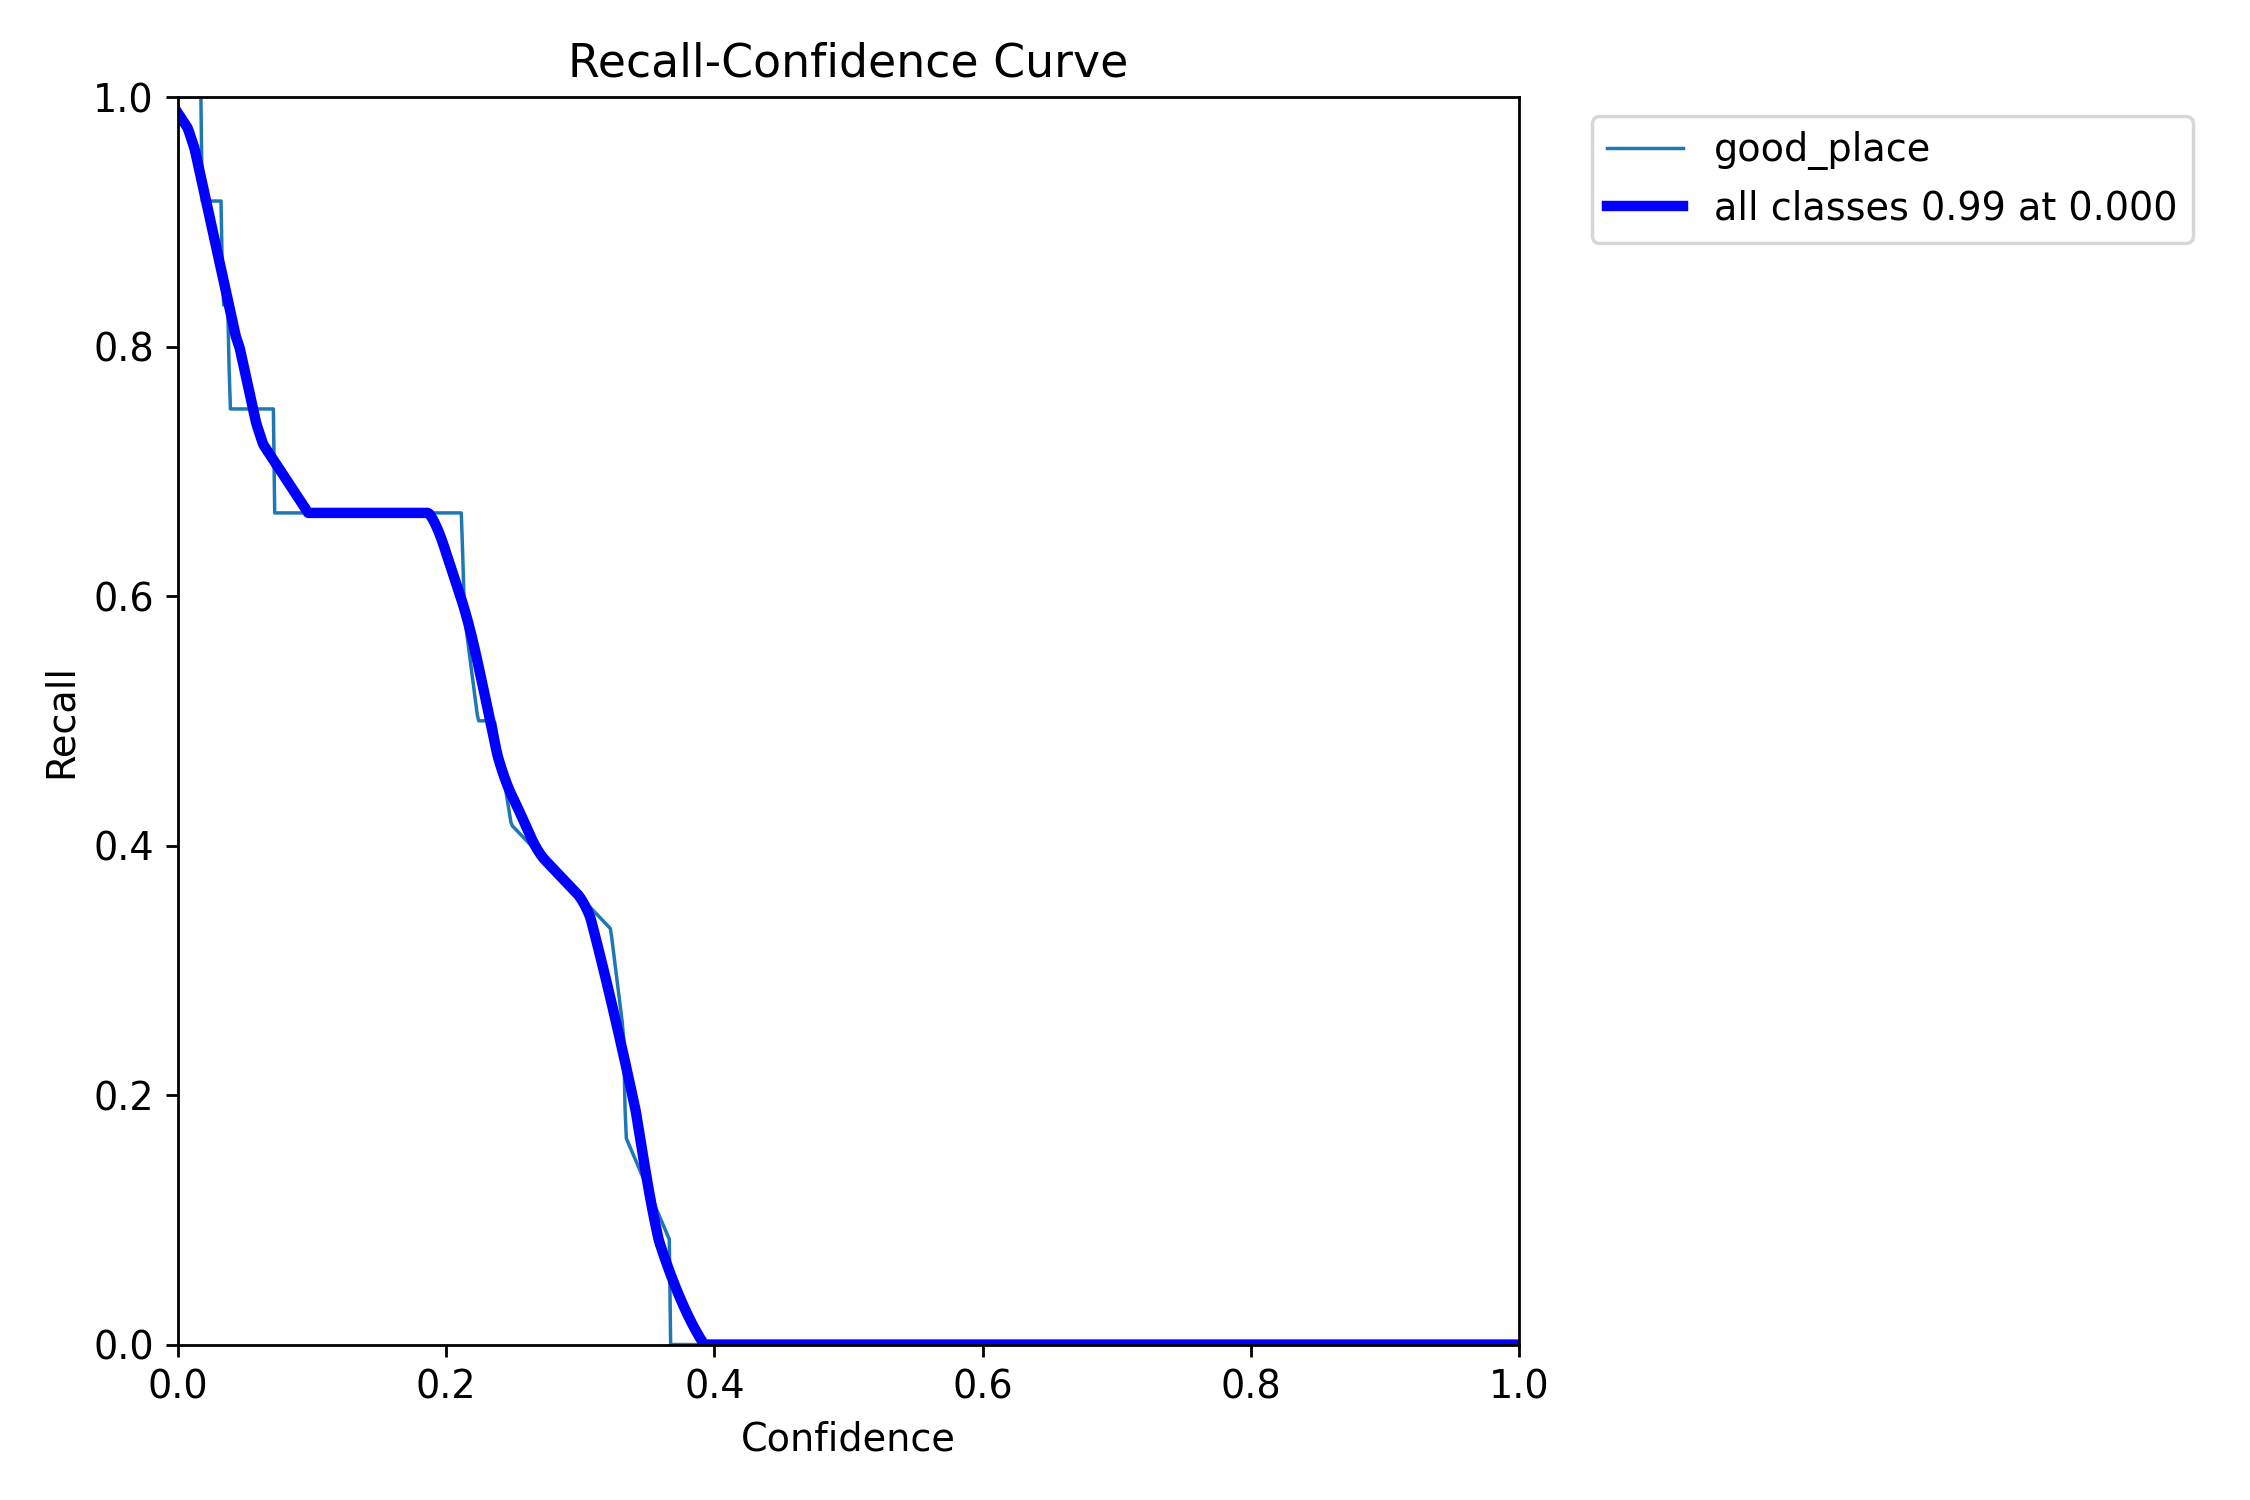 Recall-Confidence Curve
1.0
0.8
0.6
0.4
0.2
0.0
Recall
0.0 0.2 0.4 0.6 0.8 1.0
Confidence
good_place
all classes 0.99 at 0.000